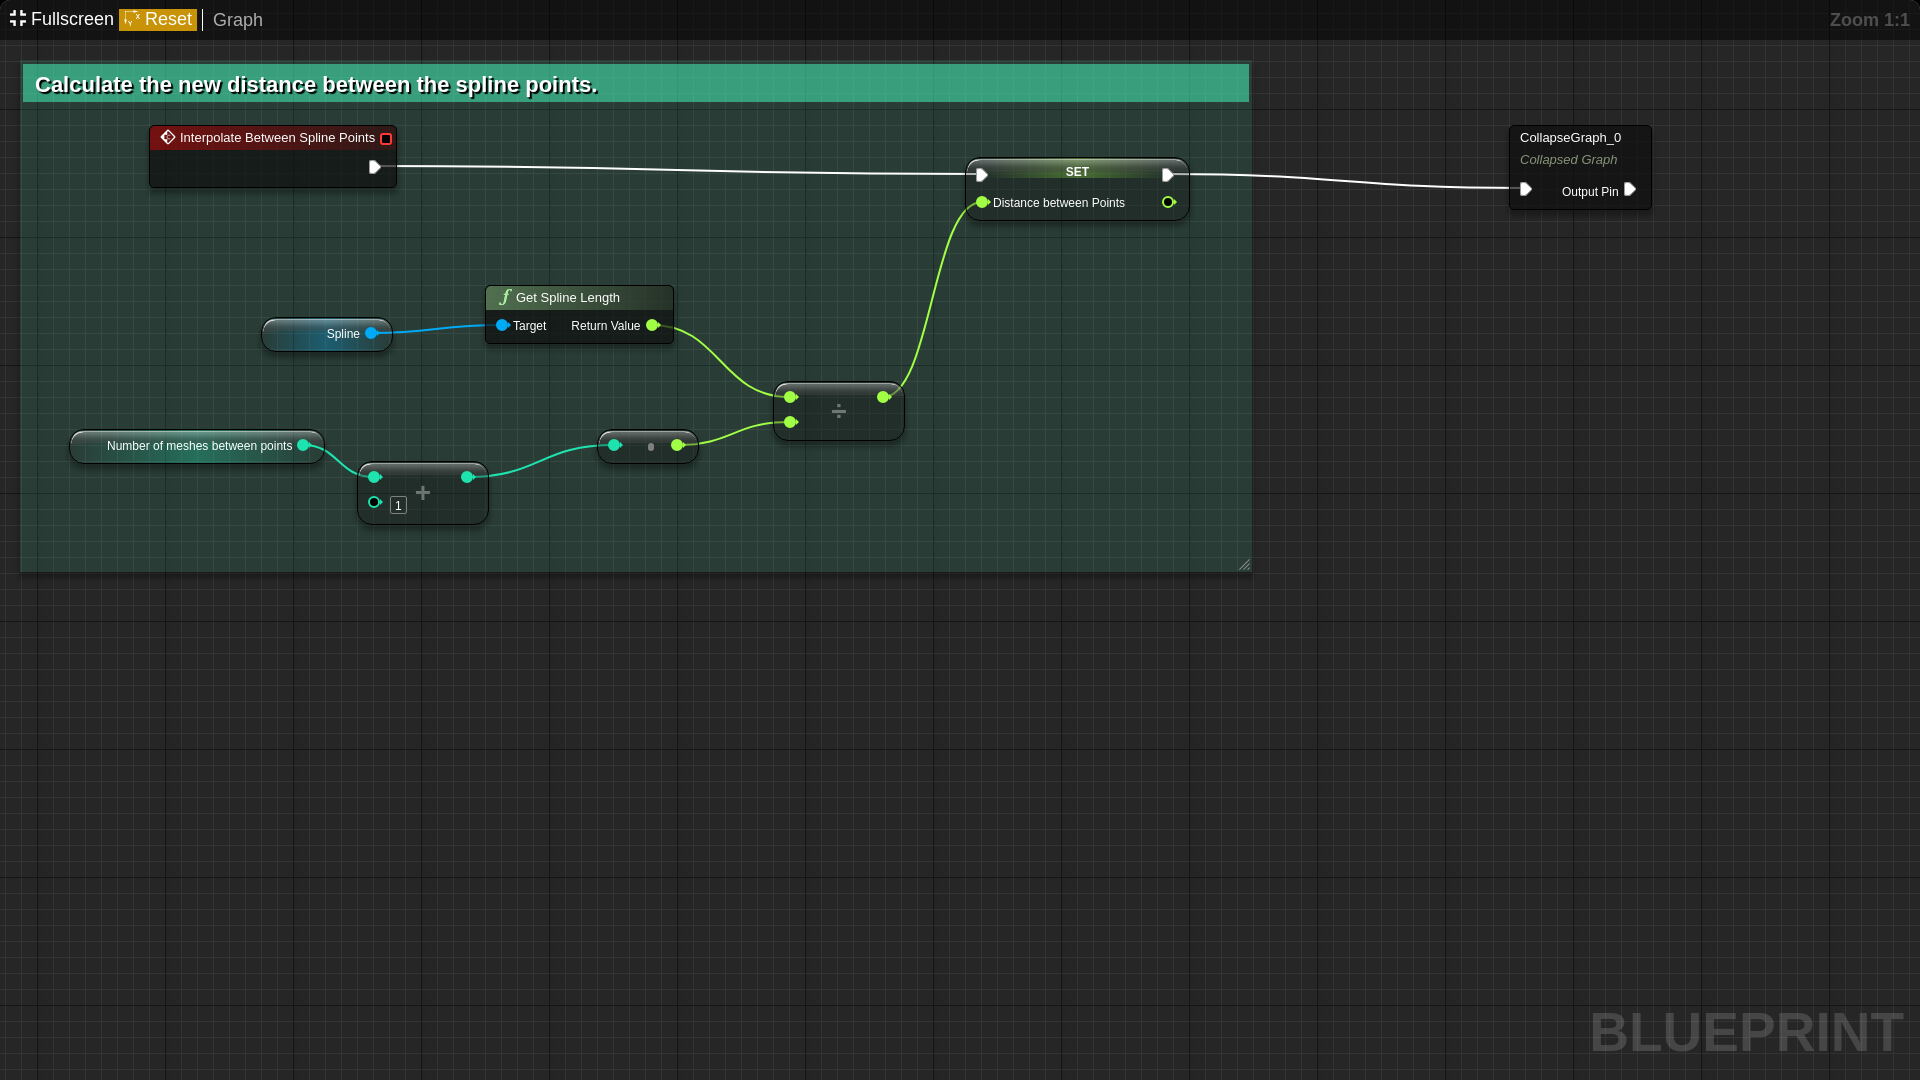 Fullscreen Reset Graph
Zoom 1:1
Calculate the new distance between the spline points.
Interpolate Between Spline Points
SET
Distance between Points
CollapseGraph_0
Collapsed Graph
Output Pin
Get Spline Length
Target Return Value
Spline
÷
Number of meshes between points
+
1
BLUEPRINT